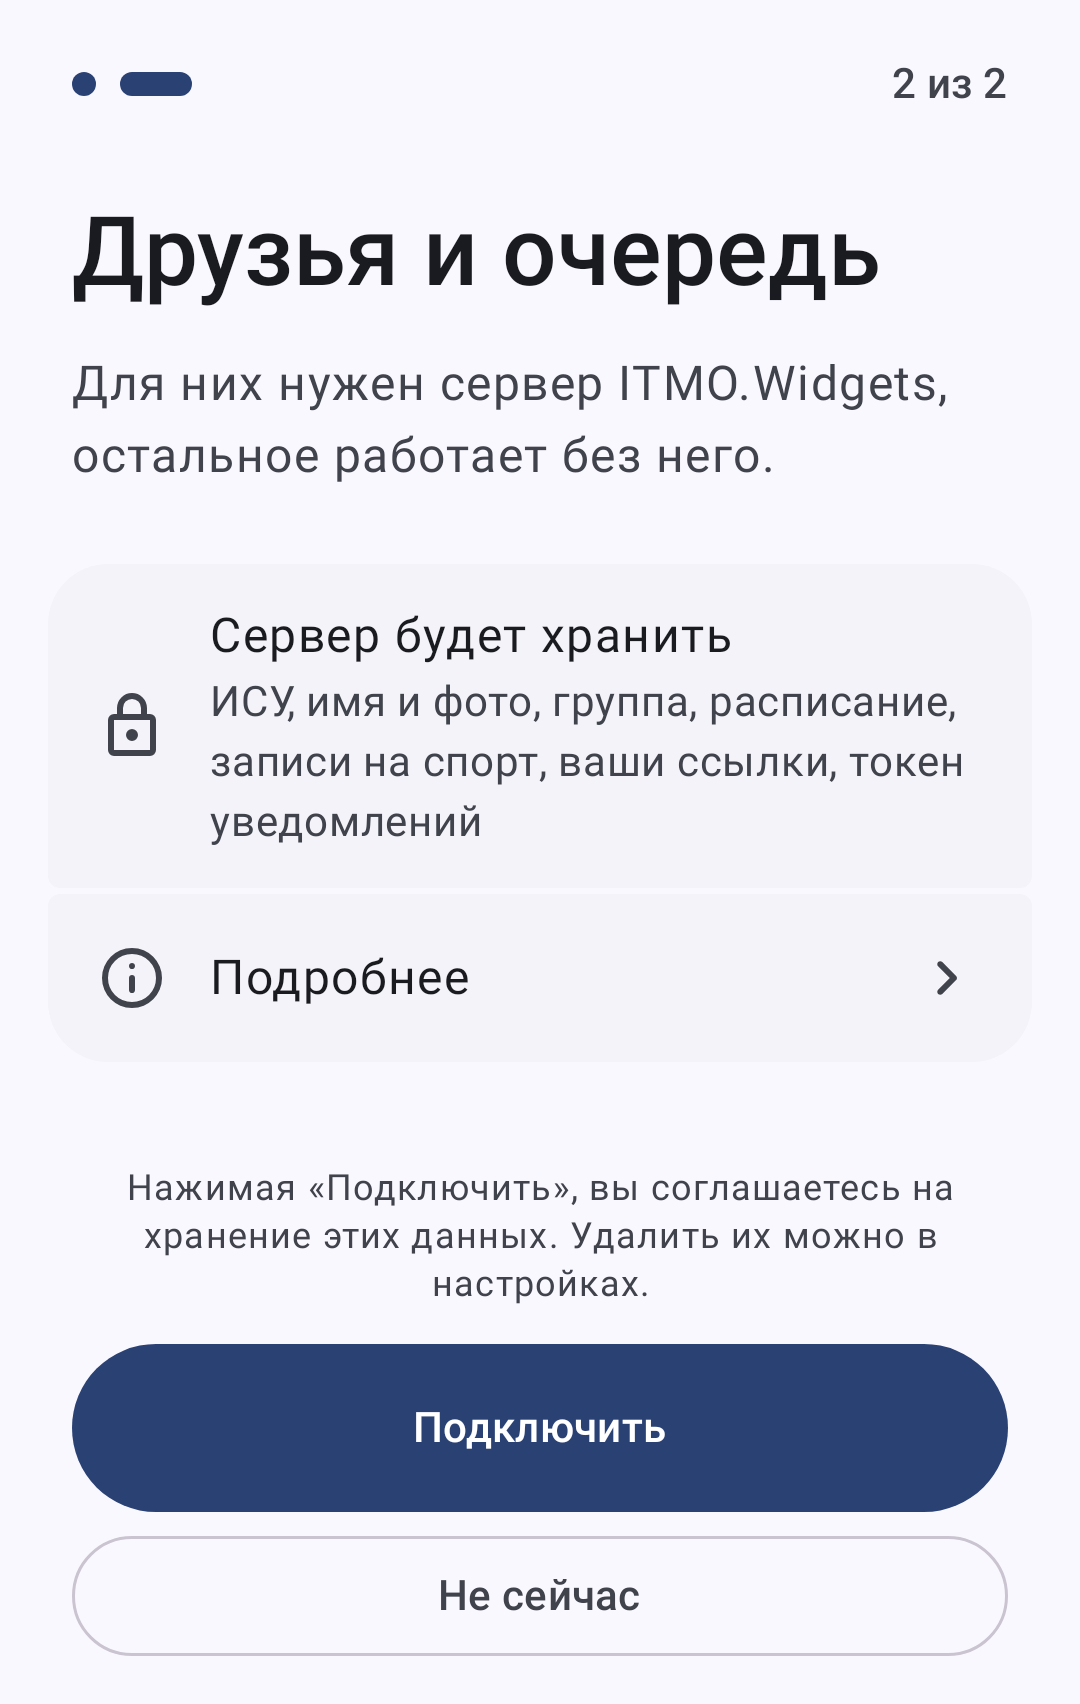 2 из 2
Друзья и очередь
Для них нужен сервер ITMO.Widgets,
остальное работает без него.
Сервер будет хранить
ИСУ, имя и фото, группа, расписание,
записи на спорт, ваши ссылки, токен
уведомлений
Подробнее
Нажимая «Подключить», вы соглашаетесь на
хранение этих данных. Удалить их можно в
настройках.
Подключить
Не сейчас